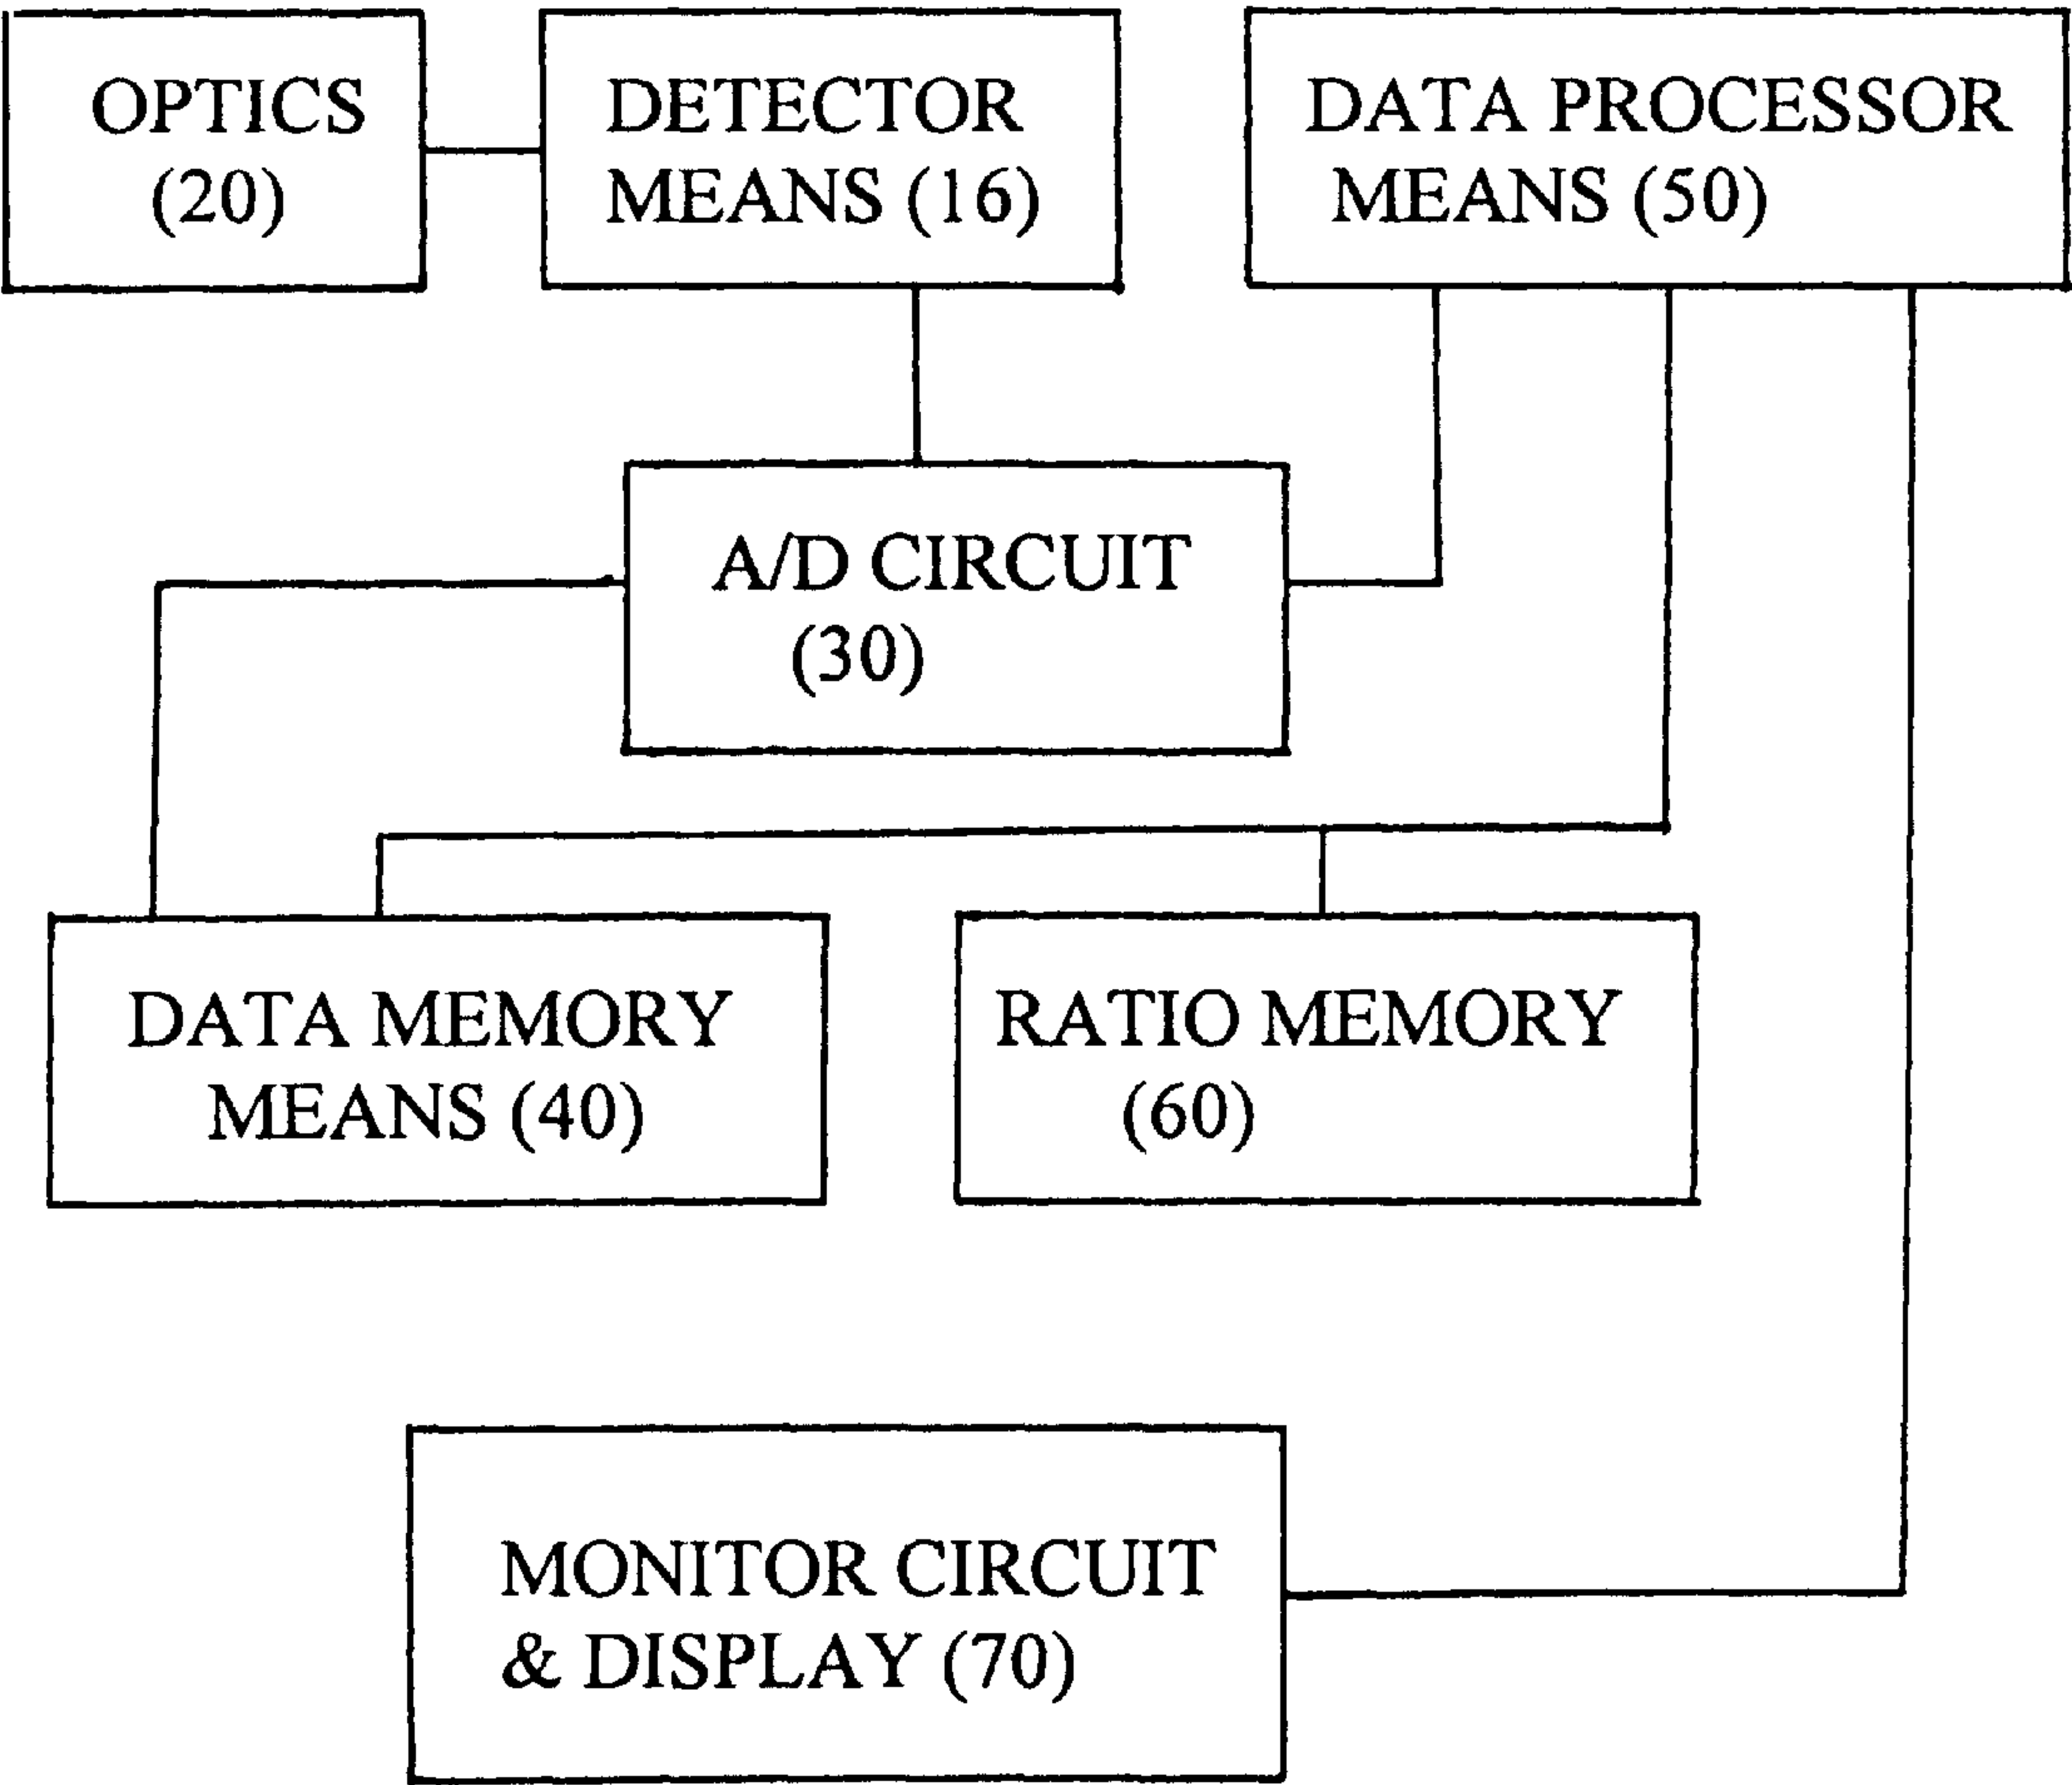 OPTICS
(20)
DETECTOR
MEANS (16)
DATA PROCESSOR
MEANS (50)
A/D CIRCUIT
(30)
DATA MEMORY
MEANS (40)
RATIO MEMORY
(60)
MONITOR CIRCUIT
& DISPLAY (70)